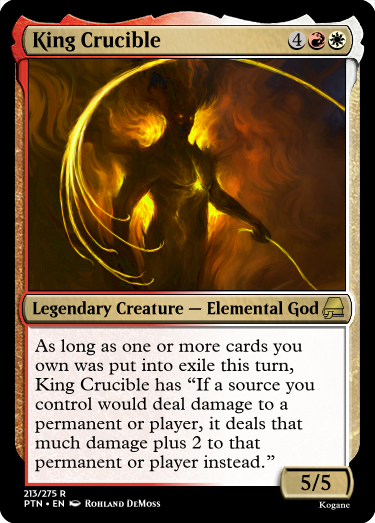 King Crucible 4
Legendary Creature — Elemental God
As long as one or more cards you
own was put into exile this turn,
King Crucible has “If a source you
control would deal damage to a
permanent or player, it deals that
much damage plus 2 to that
permanent or player instead.”
5/5
213/275 R
PTN • EN Rohland DeMoss
Kogane